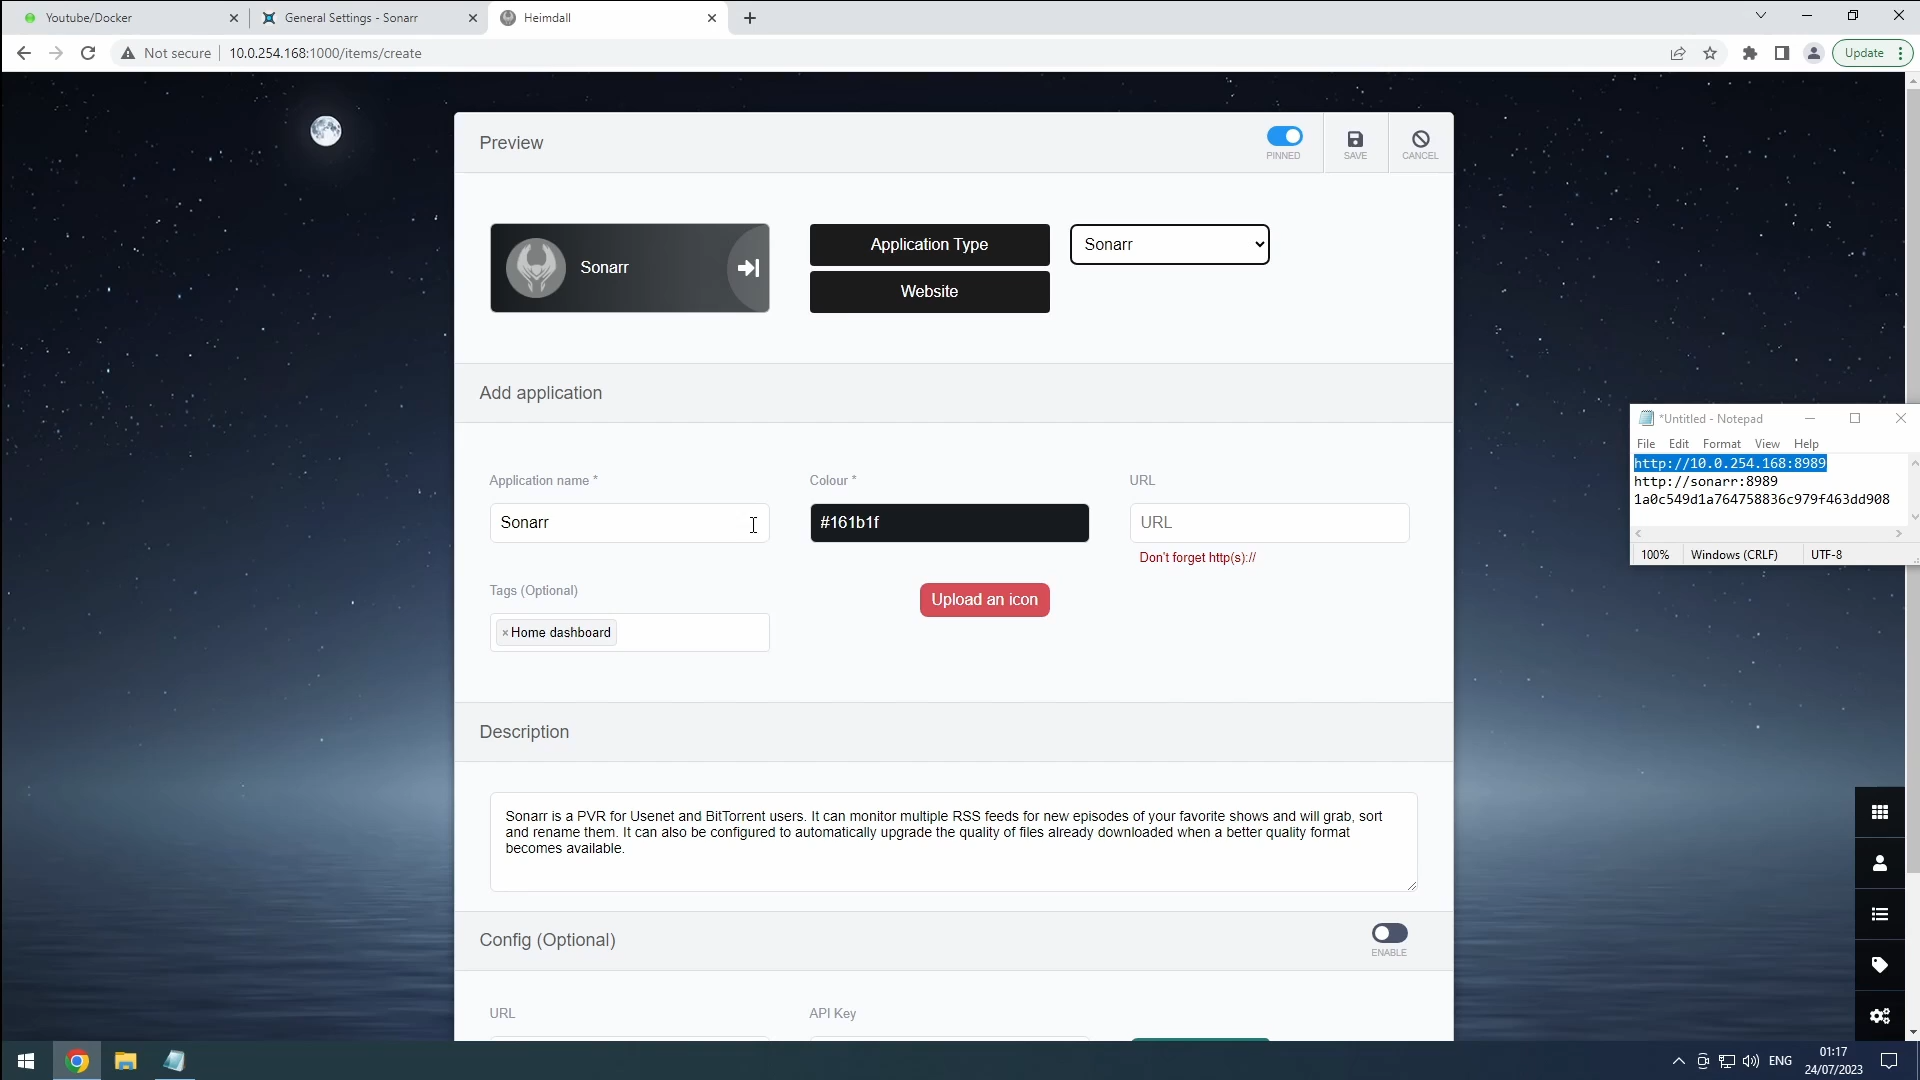 Youtube/Docker
General Settings - Sonarr
Heimdall
Not secure
10.0.254.168:1000/items/create
Update
Preview
PINNED
SAVE
CANCEL
Sonarr
Application Type
Sonarr
Website
Add application
*Untitled - Notepad
File Edit Format View Help
http://10.0.254.168:8989
http://sonarr:8989
1a0c549d1a764758836c979f463dd908
100%
Windows (CRLF)
UTF-8
Application name *
Colour *
URL
Sonarr
#161b1f
URL
Don't forget http(s)://
Tags (Optional)
Upload an icon
×Home dashboard
Description
Sonarr is a PVR for Usenet and BitTorrent users. It can monitor multiple RSS feeds for new episodes of your favorite shows and will grab, sort
and rename them. It can also be configured to automatically upgrade the quality of files already downloaded when a better quality format
becomes available.
Config (Optional)
ENABLE
URL
API Key
ENG
01:17
24/07/2023